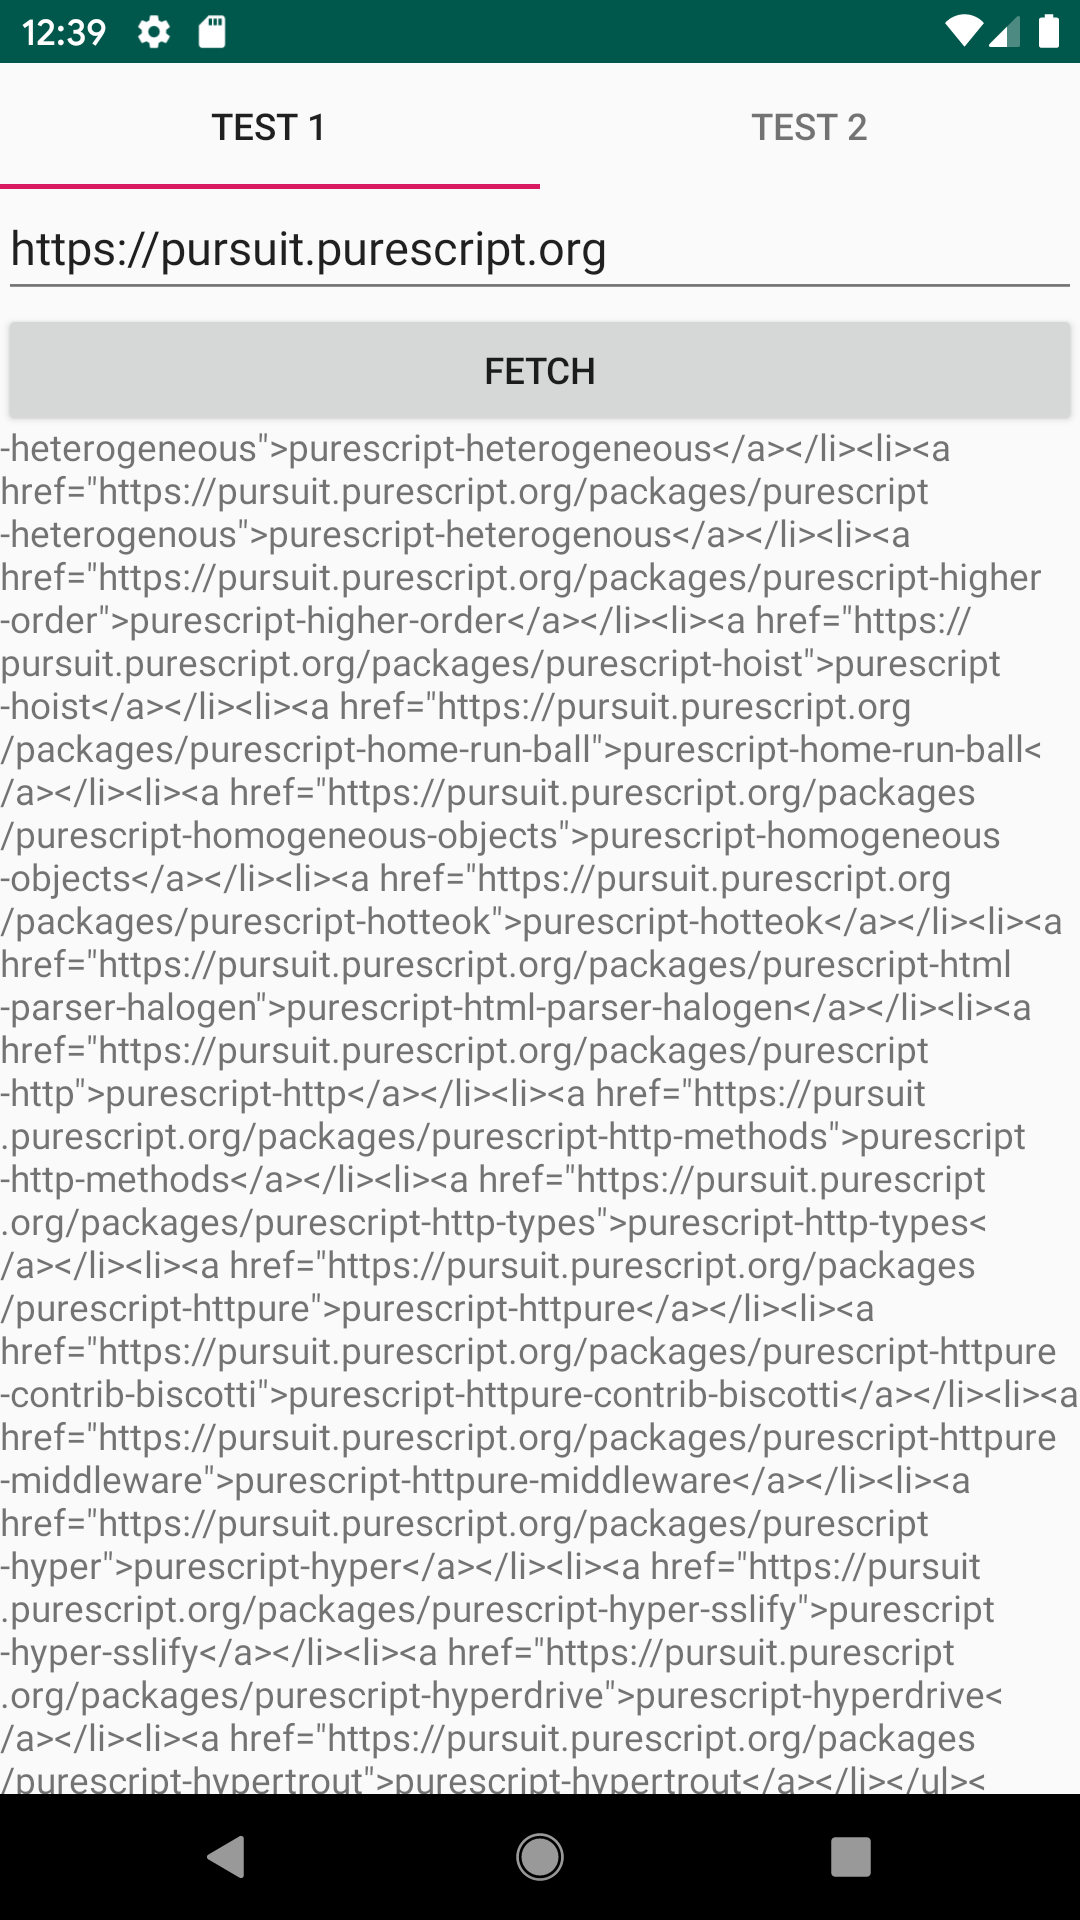 12:39
TEST 1
TEST 2
https://pursuit.purescript.org
FETCH
-heterogeneous">purescript-heterogeneous</a></li><li><a
href="https://pursuit.purescript.org/packages/purescript
-heterogenous">purescript-heterogenous</a></li><li><a
href="https://pursuit.purescript.org/packages/purescript-higher
-order">purescript-higher-order</a></li><li><a href="https://
pursuit.purescript.org/packages/purescript-hoist">purescript
-hoist</a></li><li><a href="https://pursuit.purescript.org
/packages/purescript-home-run-ball">purescript-home-run-ball<
/a></li><li><a href="https://pursuit.purescript.org/packages
/purescript-homogeneous-objects">purescript-homogeneous
-objects</a></li><li><a href="https://pursuit.purescript.org
/packages/purescript-hotteok">purescript-hotteok</a></li><li><a
href="https://pursuit.purescript.org/packages/purescript-html
-parser-halogen">purescript-html-parser-halogen</a></li><li><a
href="https://pursuit.purescript.org/packages/purescript
-http">purescript-http</a></li><li><a href="https://pursuit
.purescript.org/packages/purescript-http-methods">purescript
-http-methods</a></li><li><a href="https://pursuit.purescript
.org/packages/purescript-http-types">purescript-http-types<
/a></li><li><a href="https://pursuit.purescript.org/packages
/purescript-httpure">purescript-httpure</a></li><li><a
href="https://pursuit.purescript.org/packages/purescript-httpure
-contrib-biscotti">purescript-httpure-contrib-biscotti</a></li><li><a
href="https://pursuit.purescript.org/packages/purescript-httpure
-middleware">purescript-httpure-middleware</a></li><li><a
href="https://pursuit.purescript.org/packages/purescript
-hyper">purescript-hyper</a></li><li><a href="https://pursuit
.purescript.org/packages/purescript-hyper-sslify">purescript
-hyper-sslify</a></li><li><a href="https://pursuit.purescript
.org/packages/purescript-hyperdrive">purescript-hyperdrive<
/a></li><li><a href="https://pursuit.purescript.org/packages
/purescript-hypertrout">purescript-hypertrout</a></li></ul><